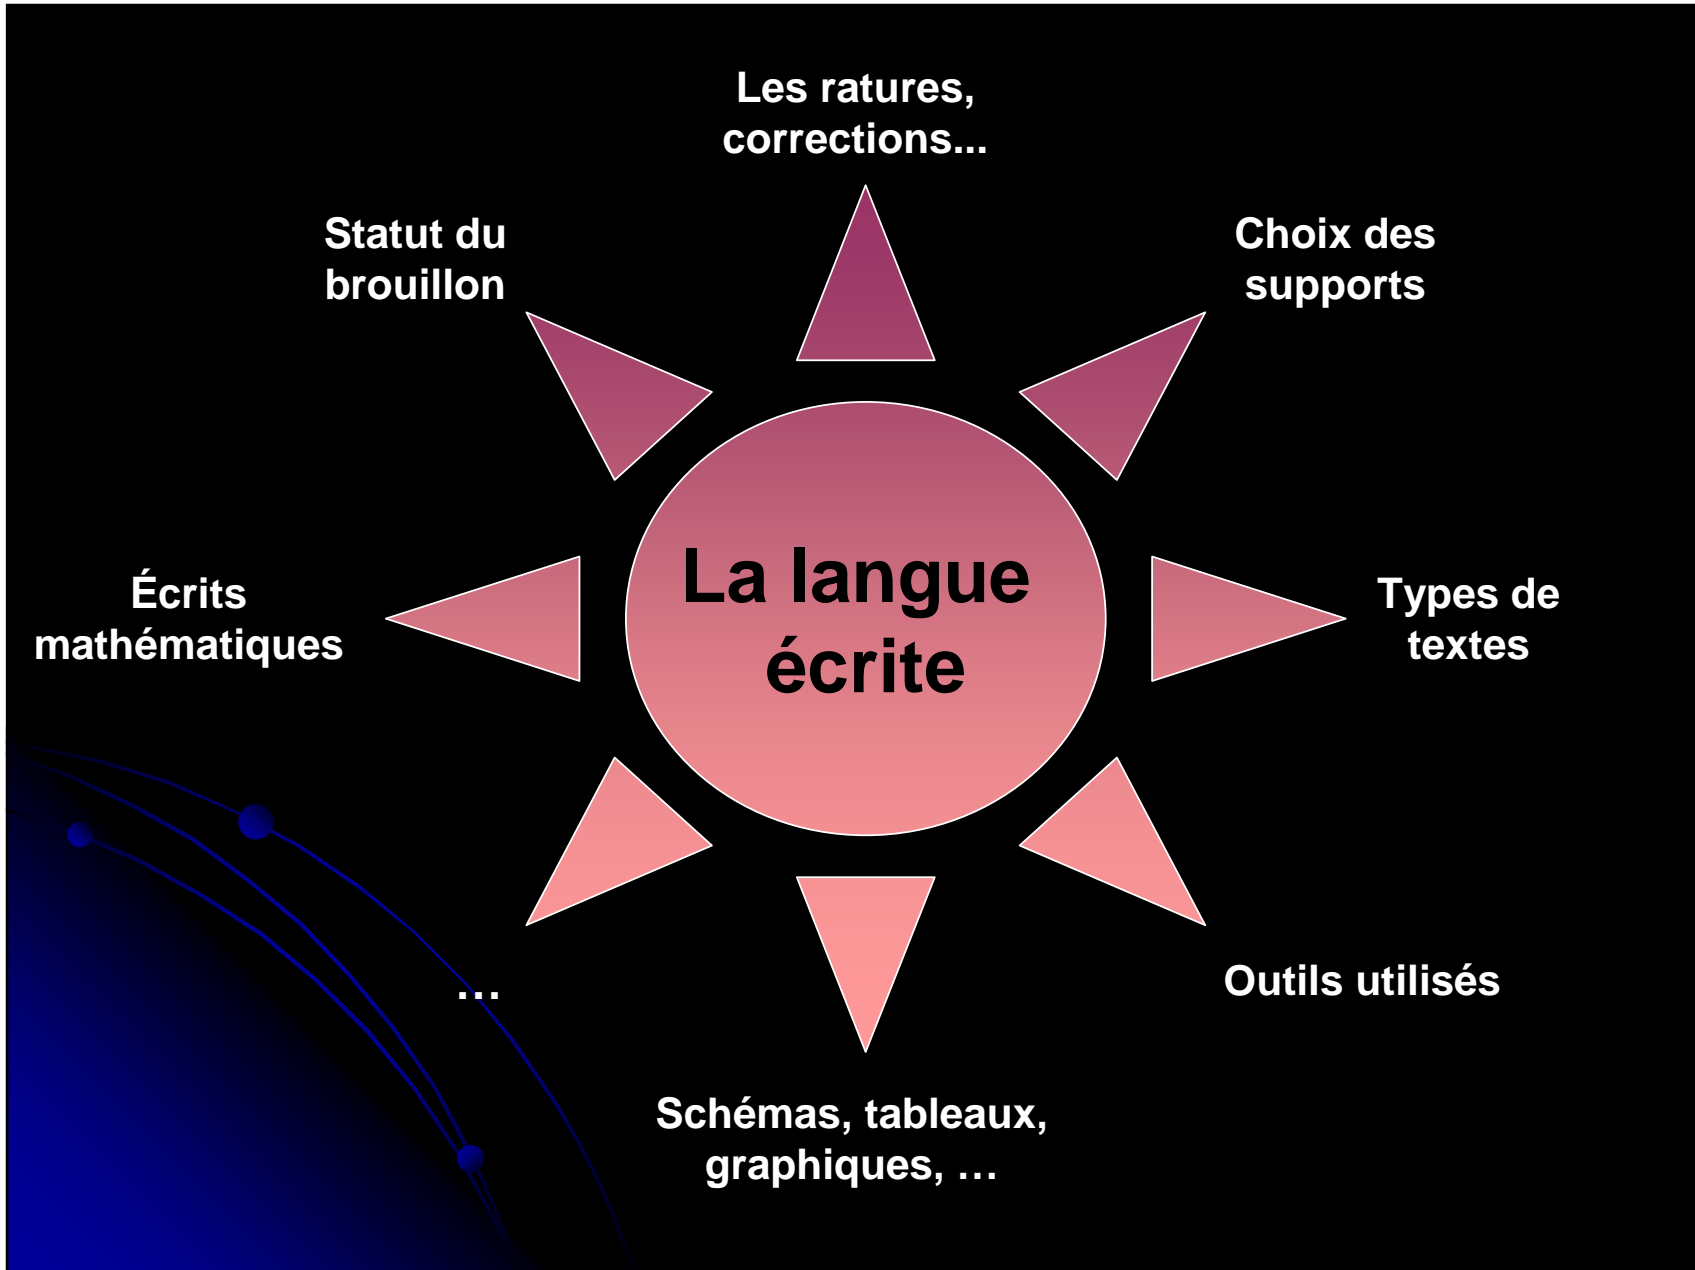 Les ratures,
corrections...
Statut du
brouillon
Choix des
supports
La langue
écrite
Écrits
mathématiques
Types de
textes
…
Outils utilisés
Schémas, tableaux,
graphiques, …